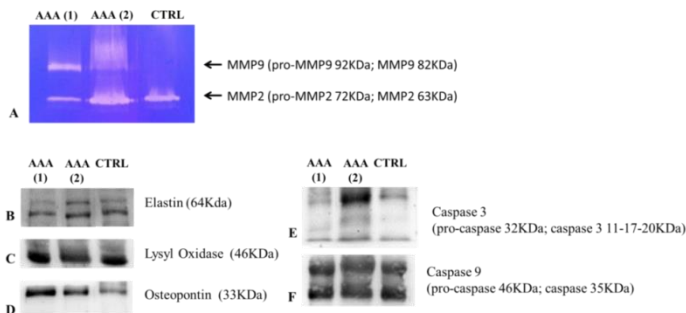 AAA (1) AAA (2) CTRL
MMP9 (pro-MMP9 92KDa; MMP9 82KDa)
MMP2 (pro-MMP2 72KDa; MMP2 63KDa)
A
AAA AAA CTRL
(1) (2)
B Elastin (64Kda)
C Lysyl Oxidase (46KDa)
D Osteopontin (33KDa)
AAA AAA CTRL
(1) (2)
E Caspase 3
(pro-caspase 32KDa; caspase 3 11-17-20KDa)
F Caspase 9
(pro-caspase 46KDa; caspase 35KDa)